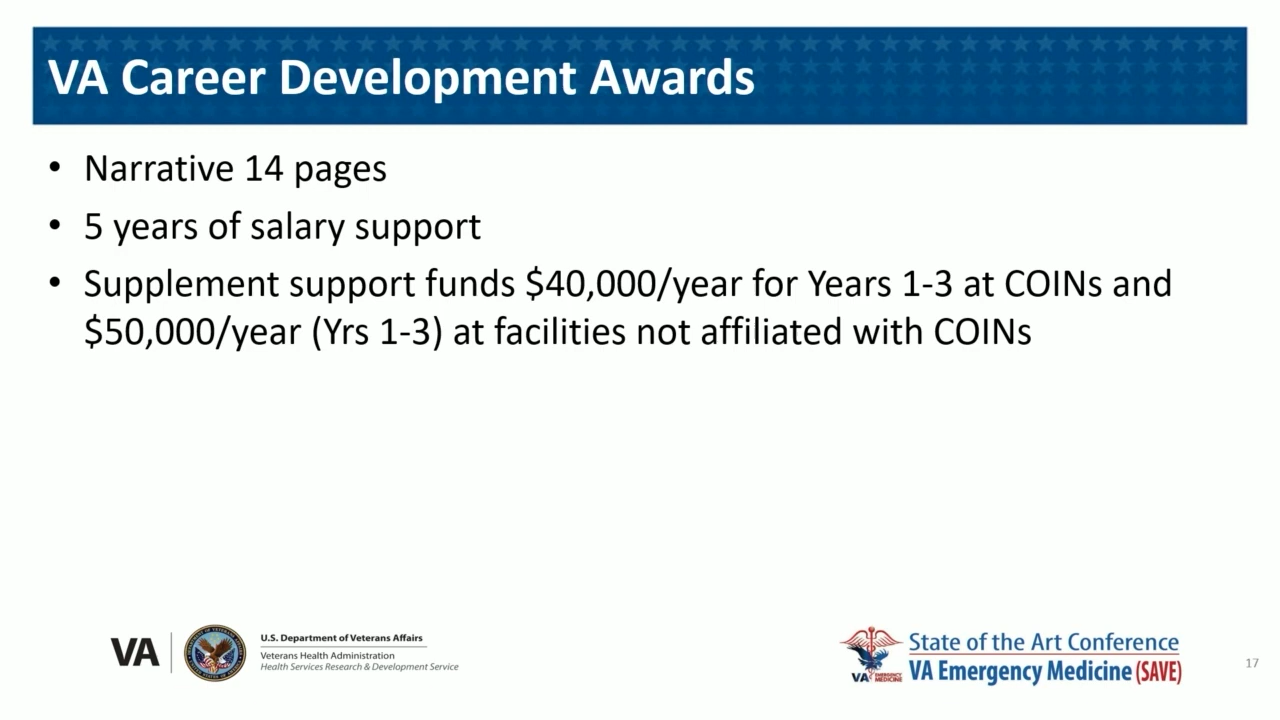 VA Career Development Awards
• Narrative 14 pages
• 5 years of salary support
• Supplement support funds $40,000/year for Years 1-3 at COINs and
$50,000/year (Yrs 1-3) at facilities not affiliated with COINs
VA
U.S. Department of Veterans Affairs
Veterans Health Administration
Health Services Research & Development Service
VA EMERGENCY MEDICINE
State of the Art Conference
VA Emergency Medicine (SAVE)
17